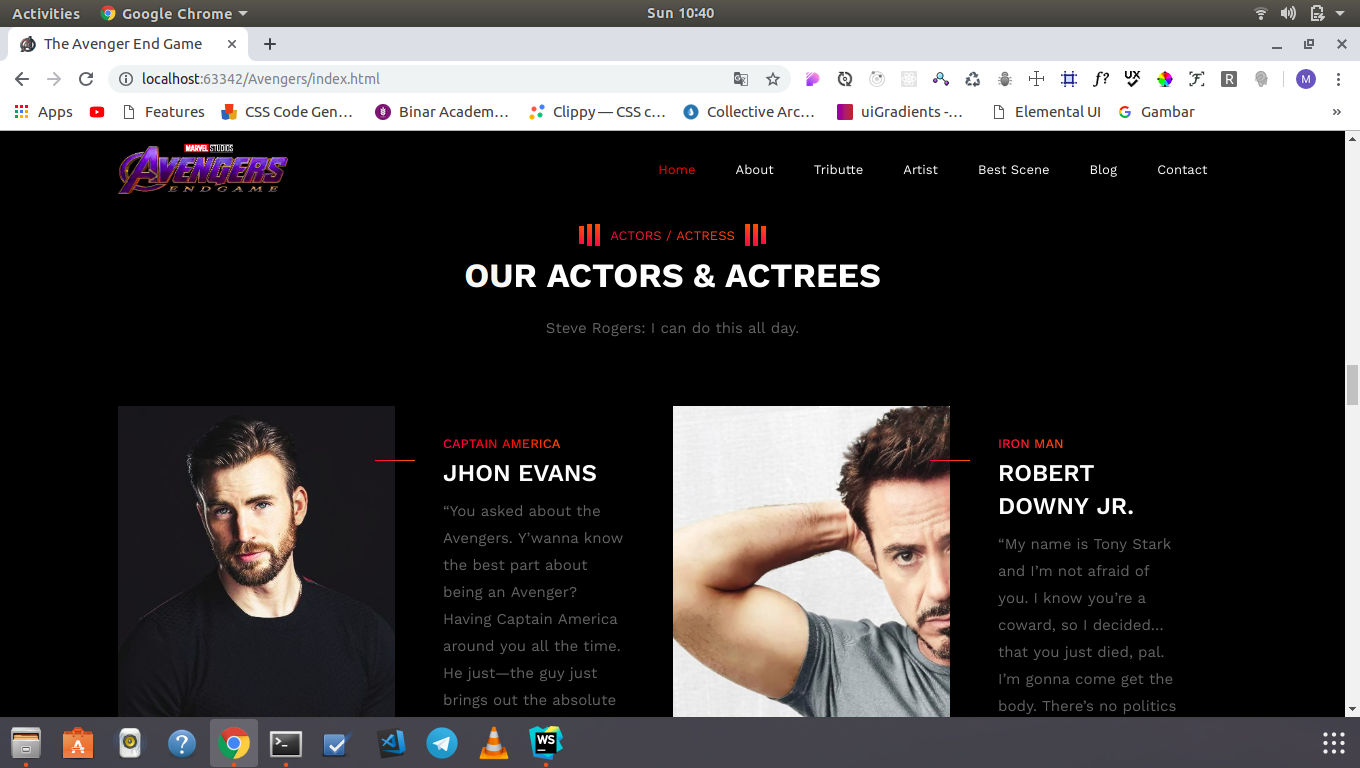 Activities Google Chrome Sun 10:40
The Avenger End Game
localhost:63342/Avengers/index.html UX f? F R M
Apps Features CSS Code Gen... Binar Academ... Clippy — CSS c... Collective Arc... uiGradients -... Elemental UI Gambar »
MARVEL STUDIOS
AVENGERS
ENDGAME
Home About Tributte Artist Best Scene Blog Contact
ACTORS / ACTRESS
OUR ACTORS & ACTREES
Steve Rogers: I can do this all day.
CAPTAIN AMERICA
JHON EVANS
“You asked about the
Avengers. Y’wanna know
the best part about
being an Avenger?
Having Captain America
around you all the time.
He just—the guy just
brings out the absolute
IRON MAN
ROBERT
DOWNY JR.
“My name is Tony Stark
and I’m not afraid of
you. I know you’re a
coward, so I decided...
that you just died, pal.
I’m gonna come get the
body. There’s no politics
WS